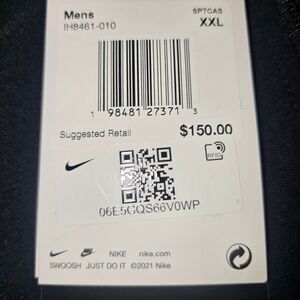 Mens SPTCAS
IH8461-010 XXL
1 98481 27371 3
Suggested Retail $150.00
RFID
06E5GQS66V0WP
NIKE nike.com
SWOOSH JUST DO IT ©2021 Nike